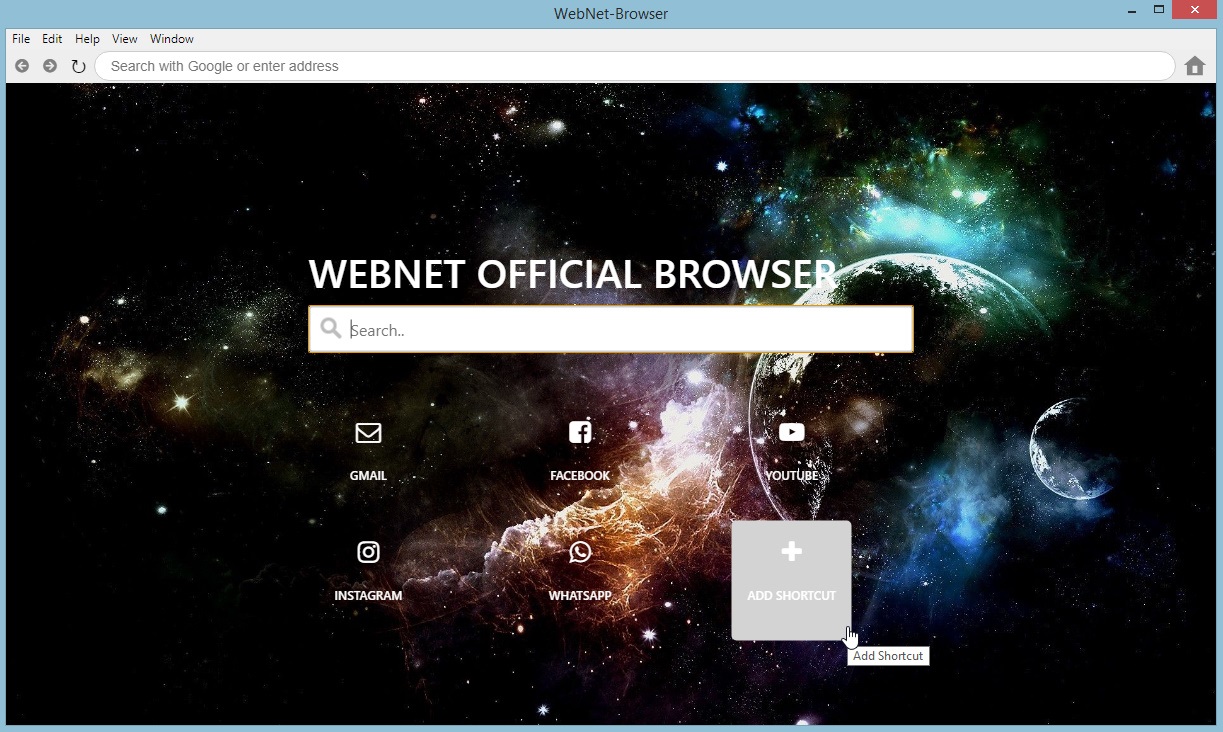 WebNet-Browser
File Edit Help View Window
Search with Google or enter address
WEBNET OFFICIAL BROWSER
Search..
GMAIL FACEBOOK YOUTUBE
INSTAGRAM WHATSAPP ADD SHORTCUT
Add Shortcut